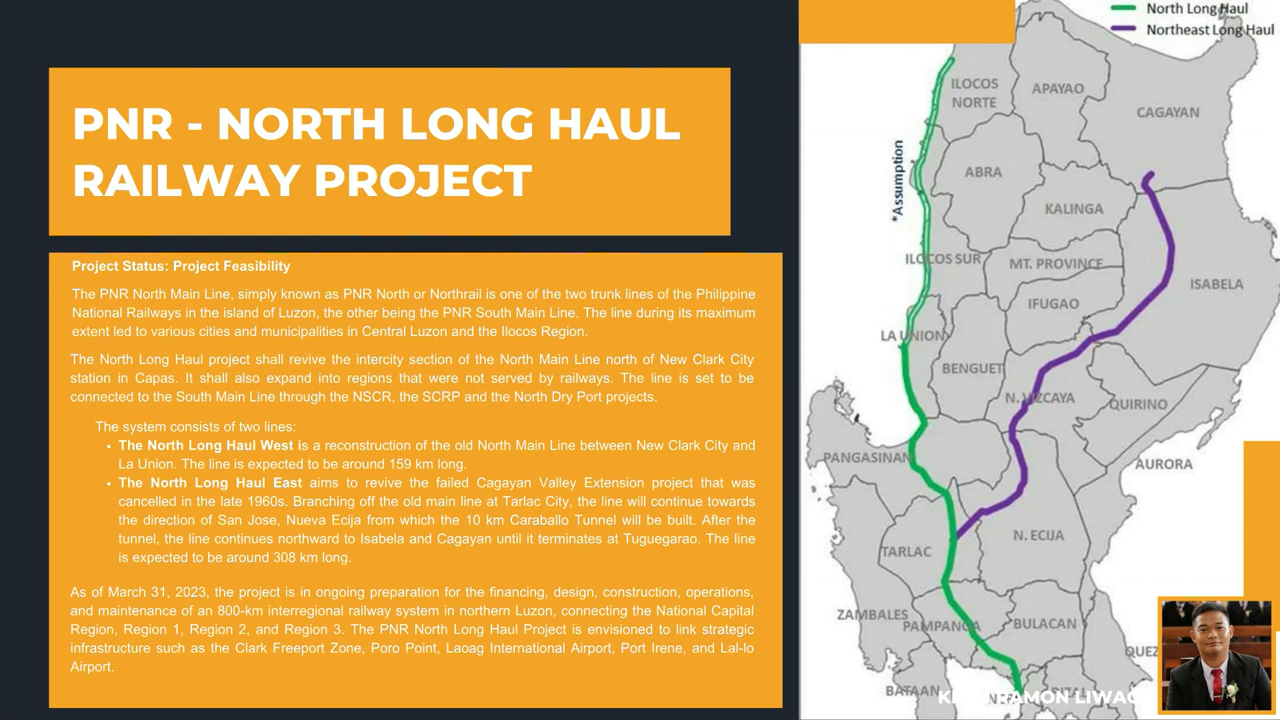 PNR - NORTH LONG HAUL
RAILWAY PROJECT
Project Status: Project Feasibility
The PNR North Main Line, simply known as PNR North or Northrail is one of the two trunk lines of the Philippine
National Railways in the island of Luzon, the other being the PNR South Main Line. The line during its maximum
extent led to various cities and municipalities in Central Luzon and the Ilocos Region.
The North Long Haul project shall revive the intercity section of the North Main Line north of New Clark City
station in Capas. It shall also expand into regions that were not served by railways. The line is set to be
connected to the South Main Line through the NSCR, the SCRP and the North Dry Port projects.
The system consists of two lines:
• The North Long Haul West is a reconstruction of the old North Main Line between New Clark City and
La Union. The line is expected to be around 159 km long.
• The North Long Haul East aims to revive the failed Cagayan Valley Extension project that was
cancelled in the late 1960s. Branching off the old main line at Tarlac City, the line will continue towards
the direction of San Jose, Nueva Ecija from which the 10 km Caraballo Tunnel will be built. After the
tunnel, the line continues northward to Isabela and Cagayan until it terminates at Tuguegarao. The line
is expected to be around 308 km long.
As of March 31, 2023, the project is in ongoing preparation for the financing, design, construction, operations,
and maintenance of an 800-km interregional railway system in northern Luzon, connecting the National Capital
Region, Region 1, Region 2, and Region 3. The PNR North Long Haul Project is envisioned to link strategic
infrastructure such as the Clark Freeport Zone, Poro Point, Laoag International Airport, Port Irene, and Lal-lo
Airport.
North Long Haul
Northeast Long Haul
ILOCOS
NORTE
APAYAO
CAGAYAN
*Assumption
ABRA
KALINGA
ILOCOS SUR
MT. PROVINCE
ISABELA
IFUGAO
LA UNION
BENGUET
N. VIZCAYA
QUIRINO
PANGASINAN
AURORA
N. ECIJA
TARLAC
ZAMBALES
PAMPANGA
BULACAN
BATAAN
RAMON